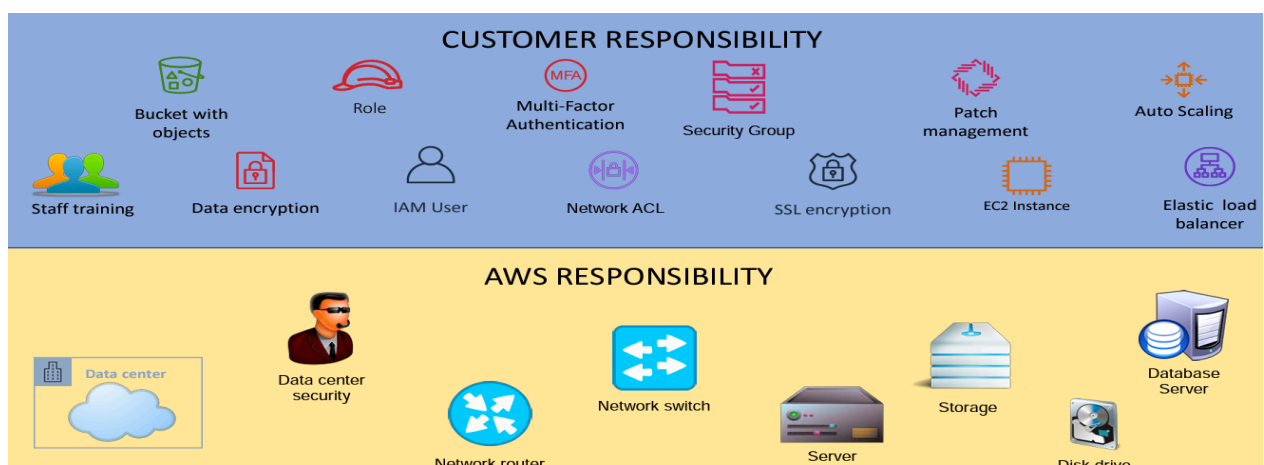 CUSTOMER RESPONSIBILITY
Bucket with
objects
Role
MFA
Multi-Factor
Authentication
Security Group
Patch
management
Auto Scaling
Staff training
Data encryption
IAM User
Network ACL
SSL encryption
EC2 Instance
Elastic load
balancer
AWS RESPONSIBILITY
Data center
Data center
security
Network router
Network switch
Server
Storage
Disk drive
Database
Server